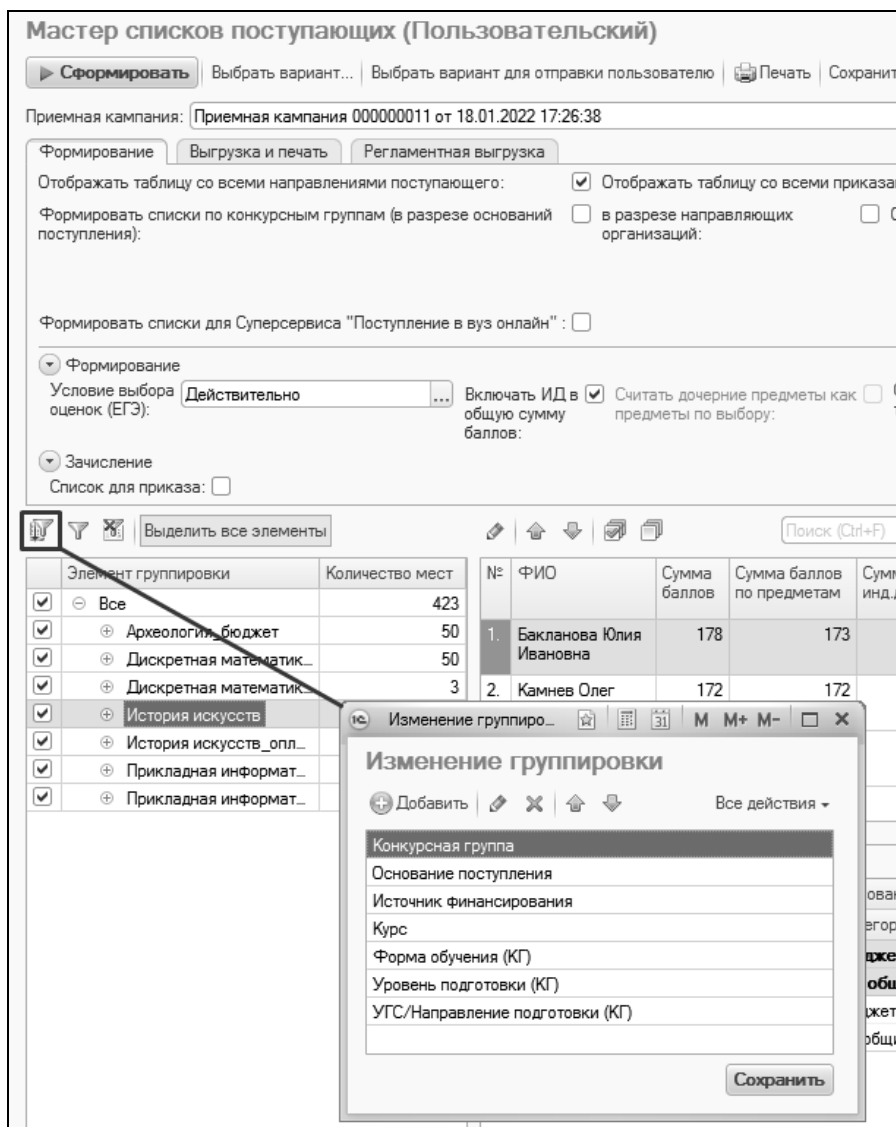 Мастер списков поступающих (Пользовательский)
Сформировать Выбрать вариант... Выбрать вариант для отправки пользователю Печать Сохранит
Приемная кампания: Приемная кампания 000000011 от 18.01.2022 17:26:38
Формирование Выгрузка и печать Регламентная выгрузка
Отображать таблицу со всеми направлениями поступающего: Отображать таблицу со всеми приказа
Формировать списки по конкурсным группам (в разрезе оснований в разрезе направляющих
поступления): организаций:
Формировать списки для Суперсервиса "Поступление в вуз онлайн" :
Формирование
Условие выбора Действительно ... Включать ИД в Считать дочерние предметы как
оценок (ЕГЭ): общую сумму предметы по выбору:
баллов:
Зачисление
Список для приказа:
Выделить все элементы Поиск (Ctrl+F)
Элемент группировки Количество мест № ФИО Сумма Сумма баллов Сумм
баллов по предметам инд.д
Все 423
Археология_бюджет 50 1. Бакланова Юлия 178 173
Ивановна
Дискретная математик... 50
Дискретная математик... 3 2. Камнев Олег 172 172
История искусств
История искусств_опл...
Прикладная информат...
Прикладная информат...
Изменение группиро... 31 M M+ M-
Изменение группировки
Добавить Все действия
Конкурсная группа
Основание поступления
Источник финансирования
Курс
Форма обучения (КГ)
Уровень подготовки (КГ)
УГС/Направление подготовки (КГ)
Сохранить